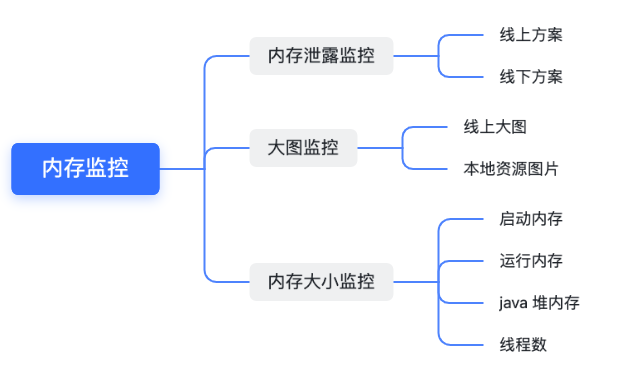 内存监控
内存泄露监控
线上方案
线下方案
大图监控
线上大图
本地资源图片
内存大小监控
启动内存
运行内存
java 堆内存
线程数